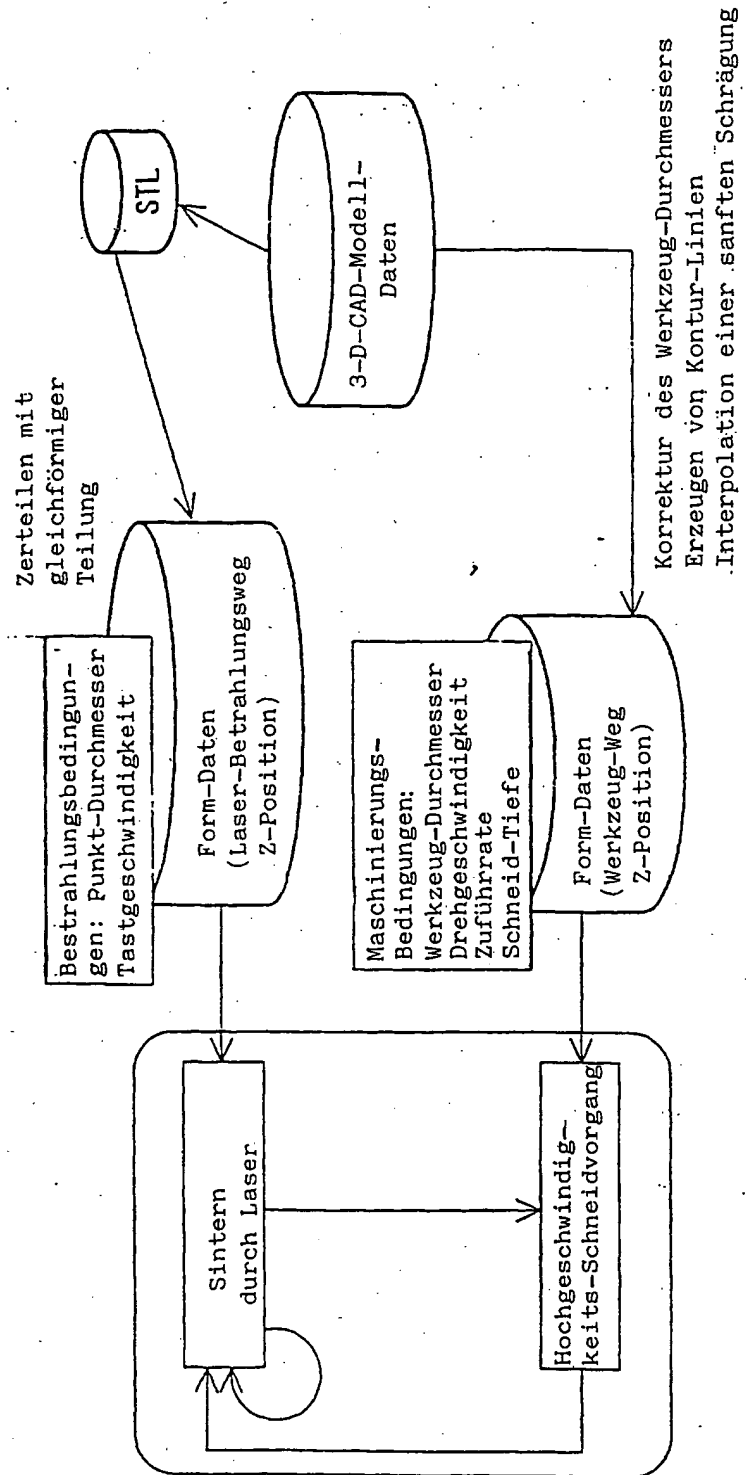 STL
3-D-CAD-Modell-
Daten
Zerteilen mit
gleichförmiger
Teilung
Korrektur des Werkzeug-Durchmessers
Erzeugen von Kontur-Linien
Interpolation einer sanften Schrägung
Bestrahlungsbedingun-
gen: Punkt-Durchmesser
Tastgeschwindigkeit
Form-Daten
(Laser-Betrahlungsweg
Z-Position)
Maschinierungs-
Bedingungen:
Werkzeug-Durchmesser
Drehgeschwindigkeit
Zuführrate
Schneid-Tiefe
Form-Daten
(Werkzeug-Weg
Z-Position)
Sintern
durch Laser
Hochgeschwindig-
keits-Schneidvorgang